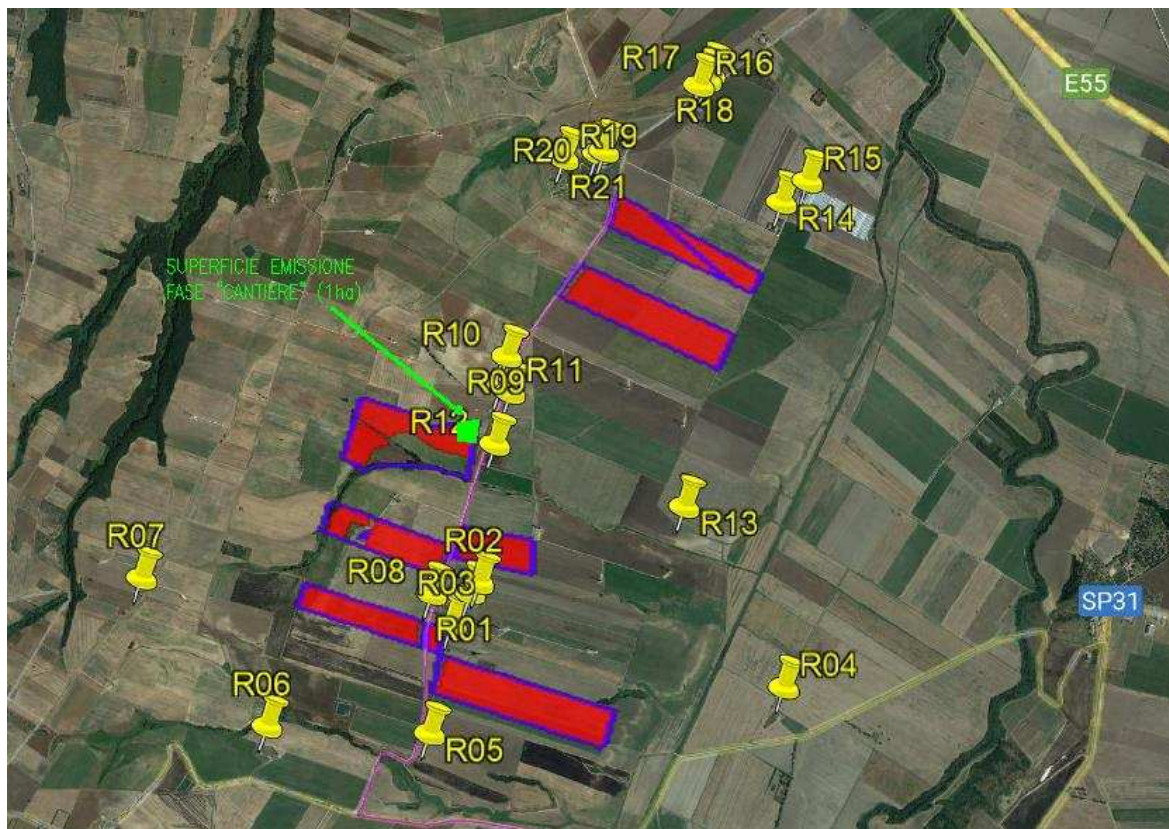 R17
R16
E55
R18
R19
R20
R15
R21
R14
SUPERFICIE EMISSIONE
FASE "CANTIERE" (1ha)
R10
R11
R09
R12
R13
R07
R02
R08
R03
SP31
R01
R04
R06
R05